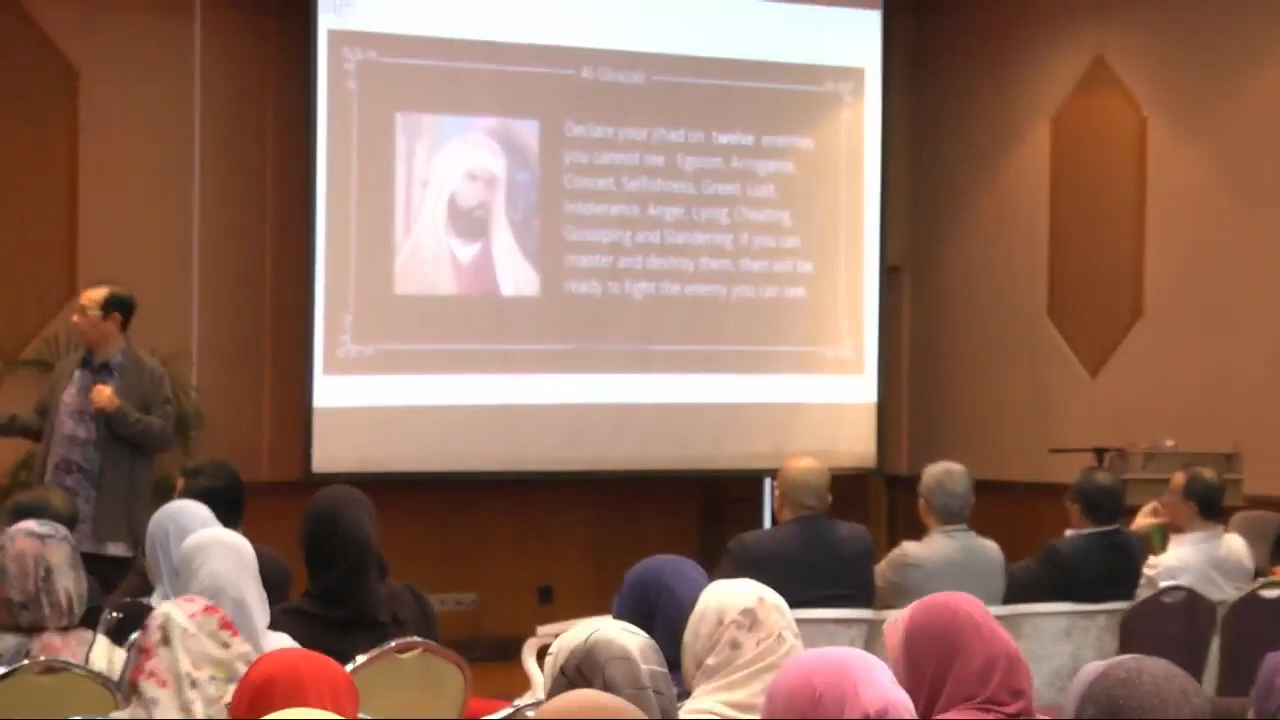 Al-Ghazali
Declare your jihad on twelve enemies
you cannot see. Egoism, Arrogance,
Conceit, Selfishness, Greed, Lust,
Intolerance, Anger, Lying, Cheating,
Gossiping and Slandering. If you can
master and destroy them, then will be
ready to fight the enemy you can see.